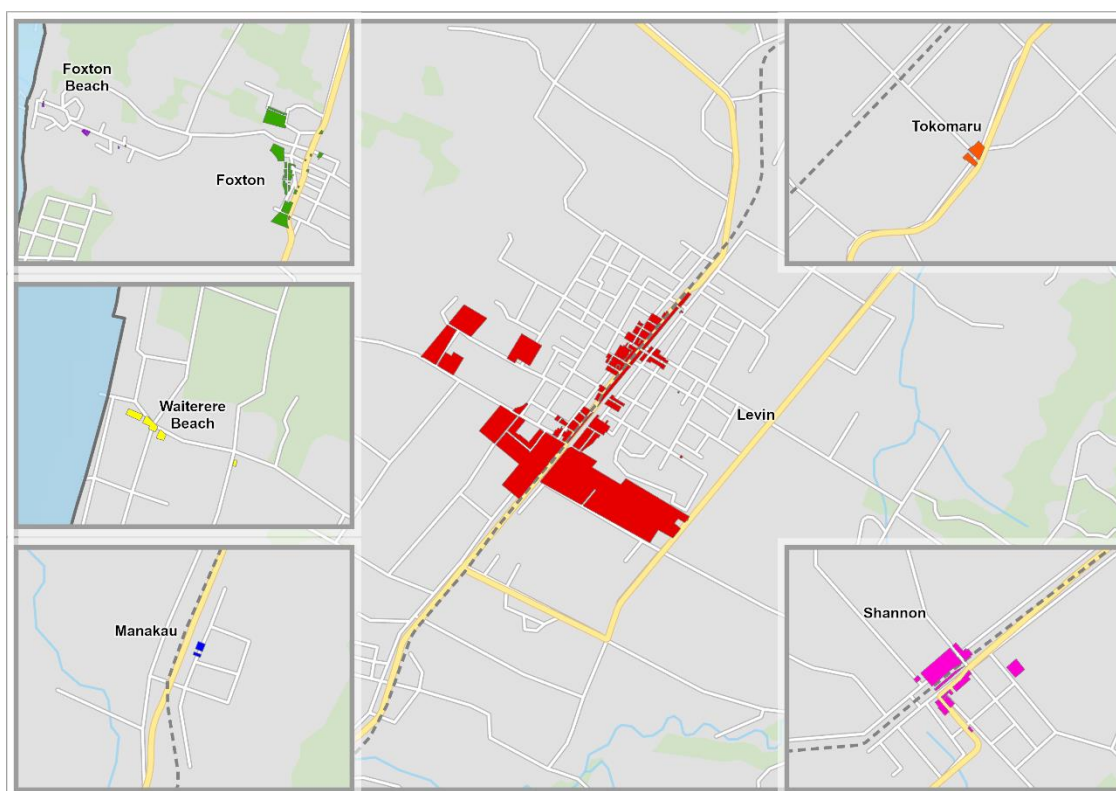 Foxton
Beach
Foxton
Tokomaru
Waiterere
Beach
Levin
Manakau
Shannon